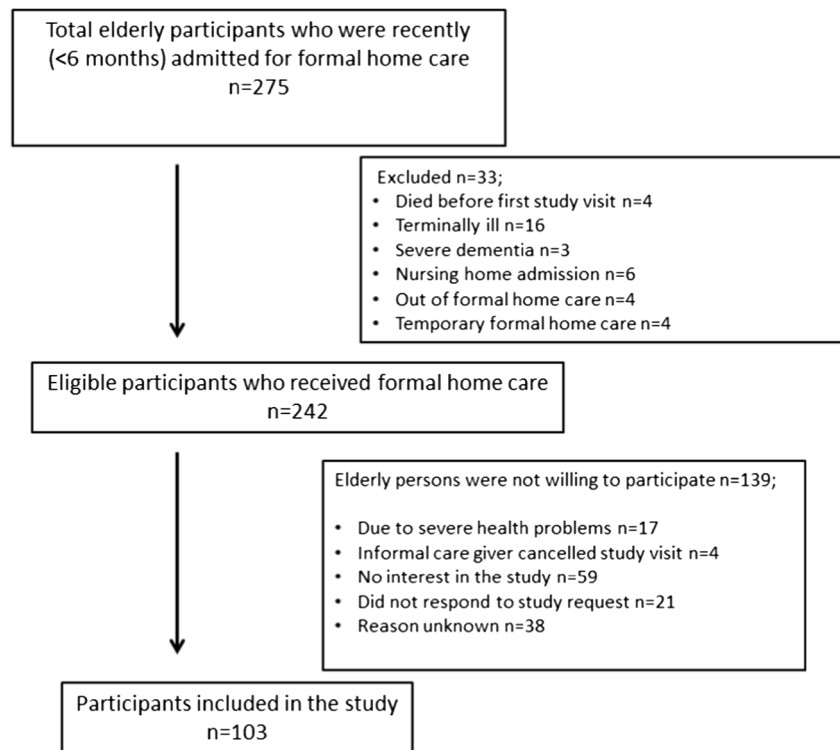 Total elderly participants who were recently
(<6 months) admitted for formal home care
n=275
Excluded n=33;
• Died before first study visit n=4
• Terminally ill n=16
• Severe dementia n=3
• Nursing home admission n=6
• Out of formal home care n=4
• Temporary formal home care n=4
Eligible participants who received formal home care
n=242
Elderly persons were not willing to participate n=139;
• Due to severe health problems n=17
• Informal care giver cancelled study visit n=4
• No interest in the study n=59
• Did not respond to study request n=21
• Reason unknown n=38
Participants included in the study
n=103